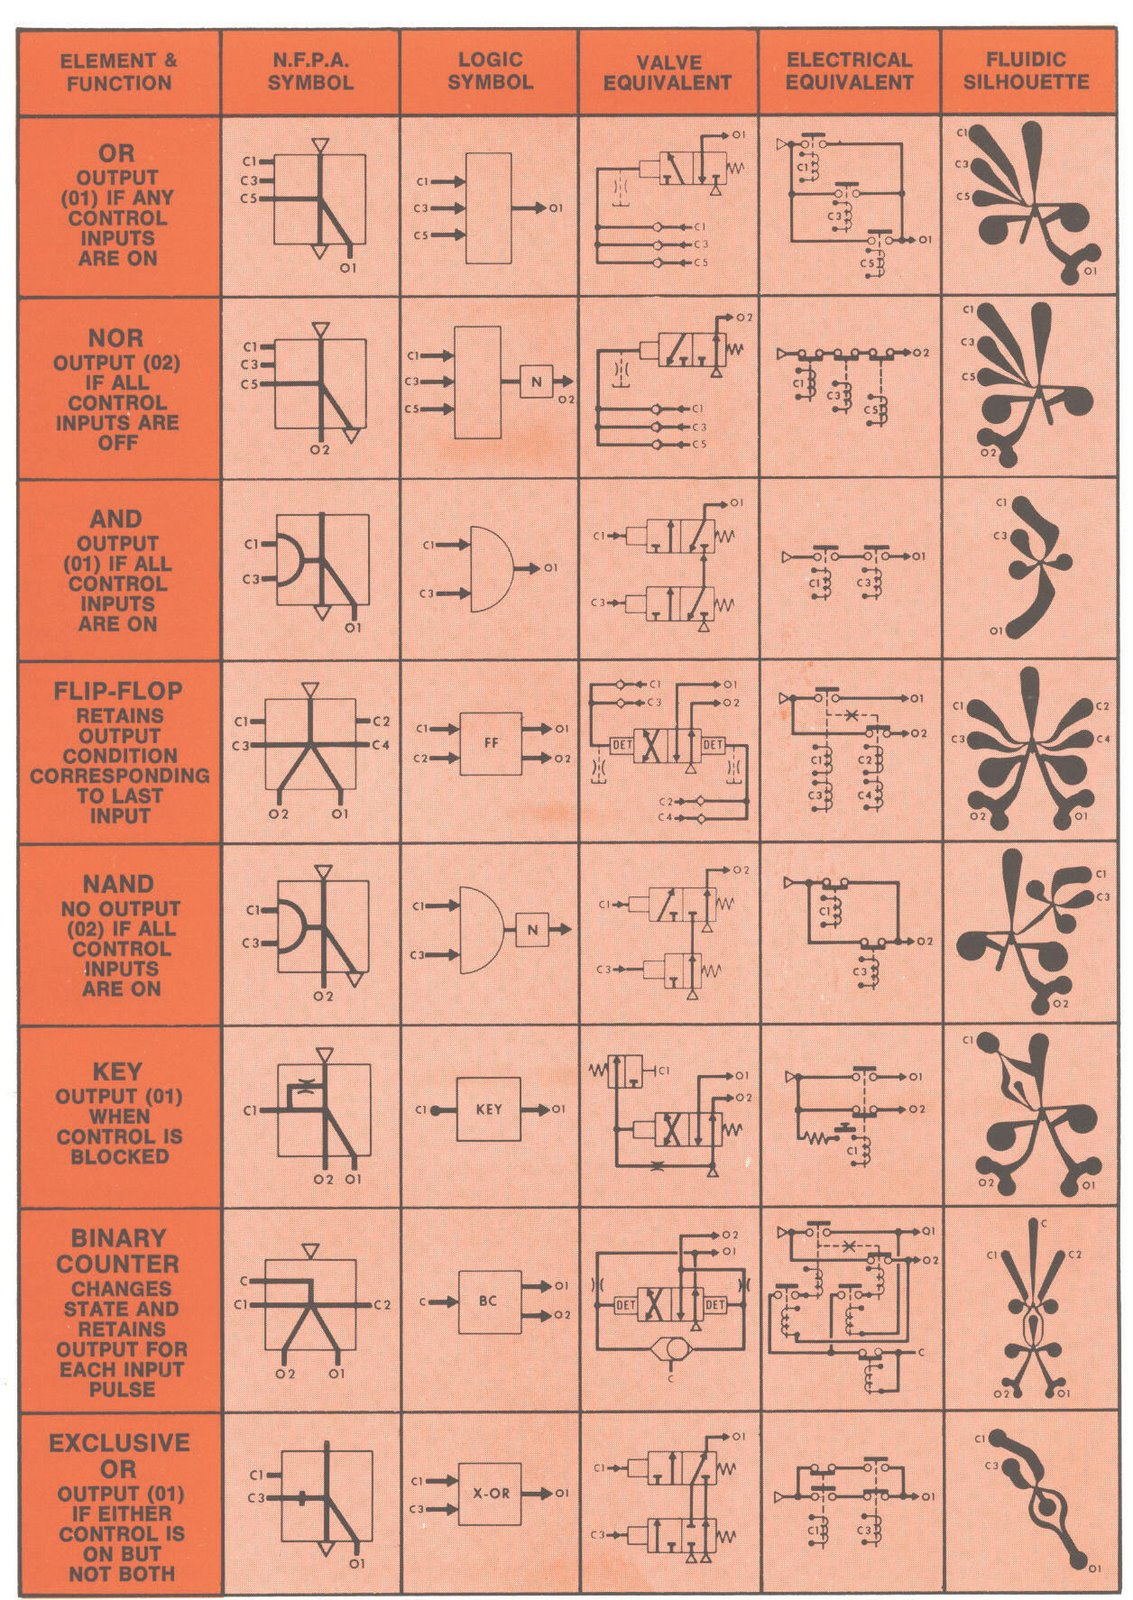 ELEMENT &
FUNCTION
N.F.P.A.
SYMBOL
LOGIC
SYMBOL
VALVE
EQUIVALENT
ELECTRICAL
EQUIVALENT
FLUIDIC
SILHOUETTE
OR
OUTPUT
(01) IF ANY
CONTROL
INPUTS
ARE ON
C1
C3
C5
O1
C1
C3
C5
O1
O1
C1
C3
C5
C1
C3
C5
O1
C1
C3
C5
O1
NOR
OUTPUT (02)
IF ALL
CONTROL
INPUTS ARE
OFF
C1
C3
C5
O2
C1
C3
C5
N
O2
O2
C1
C3
C5
O2
C1
C3
C5
C1
C3
C5
O2
AND
OUTPUT
(01) IF ALL
CONTROL
INPUTS
ARE ON
C1
C3
O1
C1
C3
O1
O1
C1
C3
O1
C1
C3
C1
C3
O1
FLIP-FLOP
RETAINS
OUTPUT
CONDITION
CORRESPONDING
TO LAST
INPUT
C1
C2
C3
C4
O2
O1
C1
C2
FF
O1
O2
C1
C3
O1
O2
DET
DET
C2
C4
O1
O2
C1
C2
C3
C4
C1
C2
C3
C4
O2
O1
NAND
NO OUTPUT
(02) IF ALL
CONTROL
INPUTS
ARE ON
C1
C3
O2
C1
C3
N
O2
C1
C3
C1
O2
C3
C1
C3
O2
KEY
OUTPUT (01)
WHEN
CONTROL IS
BLOCKED
C1
O2 O1
C1
KEY
O1
C1
O1
O2
O1
O2
C1
C1
O2
O1
BINARY
COUNTER
CHANGES
STATE AND
RETAINS
OUTPUT FOR
EACH INPUT
PULSE
C
C1
C2
O2
O1
C
BC
O1
O2
O2
O1
DET
DET
C
O1
O2
C
C
C1
C2
O2
O1
EXCLUSIVE
OR
OUTPUT (01)
IF EITHER
CONTROL IS
ON BUT
NOT BOTH
C1
C3
O1
C1
C3
X-OR
O1
O1
C1
C3
O1
C1
C3
C1
C3
O1